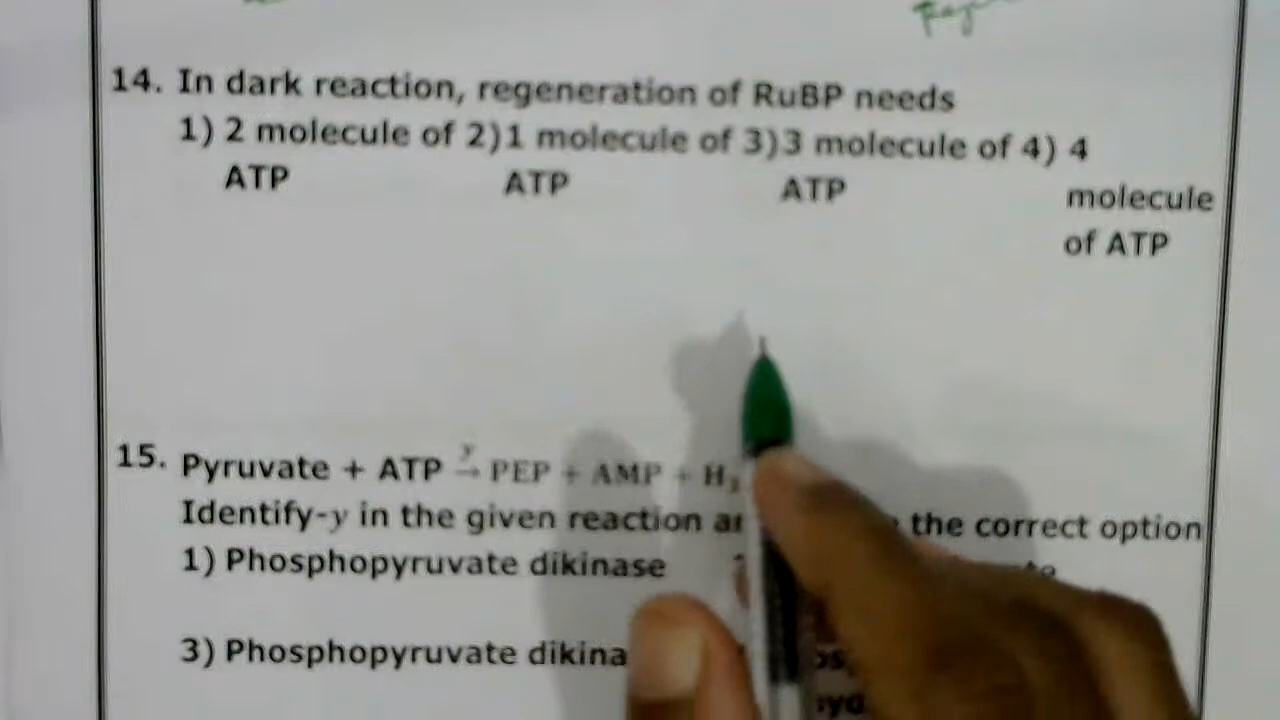 14. In dark reaction, regeneration of RuBP needs
1) 2 molecule of 2)1 molecule of 3)3 molecule of 4) 4
ATP ATP ATP molecule
of ATP
15. Pyruvate + ATP →y PEP + AMP + H
Identify-y in the given reaction the correct option
1) Phosphopyruvate dikinase
3) Phosphopyruvate